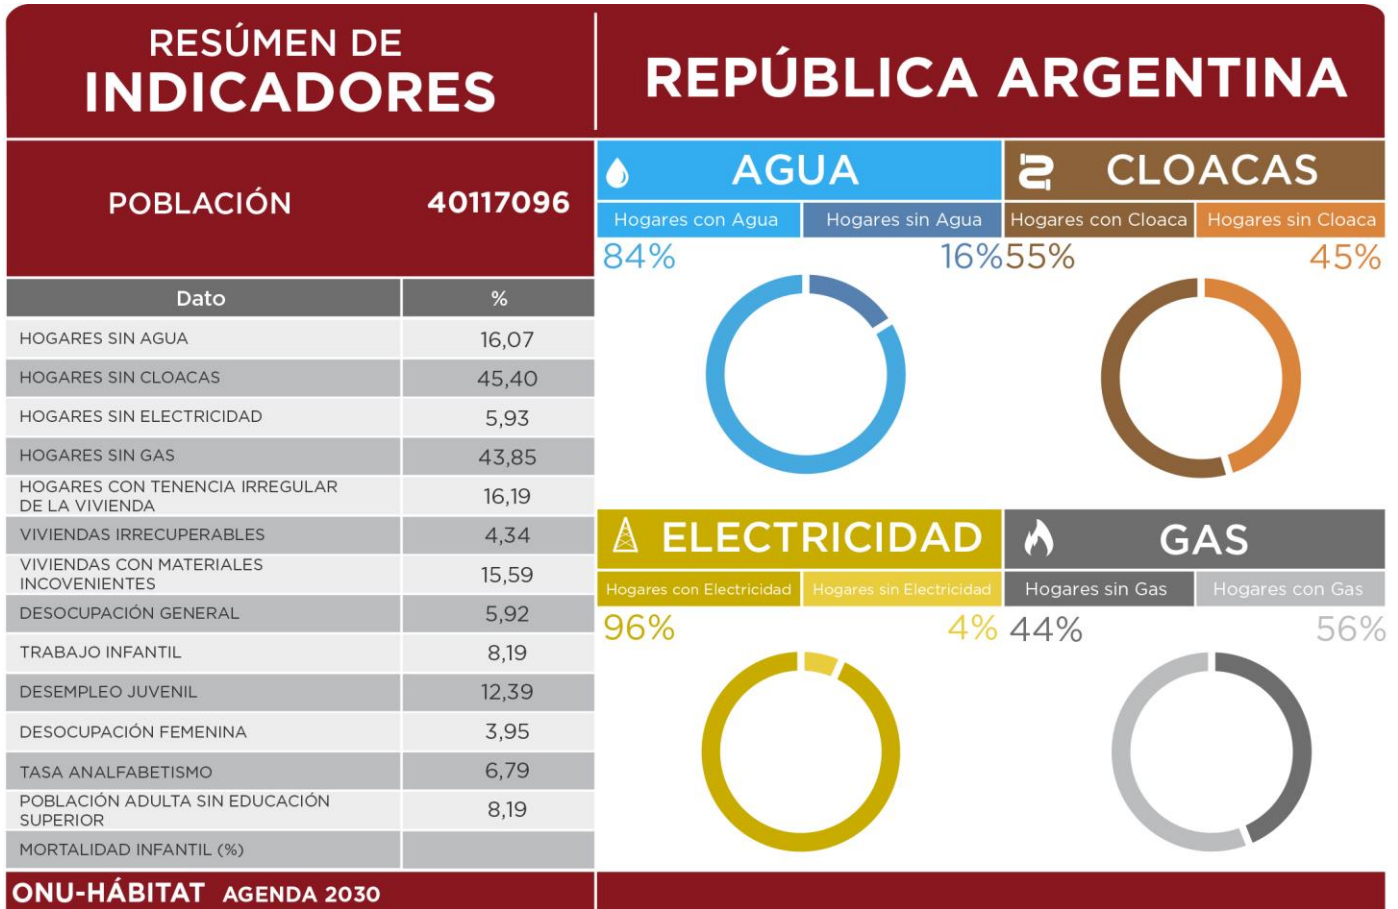 RESÚMEN DE
INDICADORES
REPÚBLICA ARGENTINA
POBLACIÓN 40117096
Dato %
HOGARES SIN AGUA 16,07
HOGARES SIN CLOACAS 45,40
HOGARES SIN ELECTRICIDAD 5,93
HOGARES SIN GAS 43,85
HOGARES CON TENENCIA IRREGULAR
DE LA VIVIENDA 16,19
VIVIENDAS IRRECUPERABLES 4,34
VIVIENDAS CON MATERIALES
INCOVENIENTES 15,59
DESOCUPACIÓN GENERAL 5,92
TRABAJO INFANTIL 8,19
DESEMPLEO JUVENIL 12,39
DESOCUPACIÓN FEMENINA 3,95
TASA ANALFABETISMO 6,79
POBLACIÓN ADULTA SIN EDUCACIÓN
SUPERIOR 8,19
MORTALIDAD INFANTIL (%)
ONU-HÁBITAT AGENDA 2030
AGUA
Hogares con Agua Hogares sin Agua
84% 16%
CLOACAS
Hogares con Cloaca Hogares sin Cloaca
55% 45%
ELECTRICIDAD
Hogares con Electricidad Hogares sin Electricidad
96% 4%
GAS
Hogares sin Gas Hogares con Gas
44% 56%